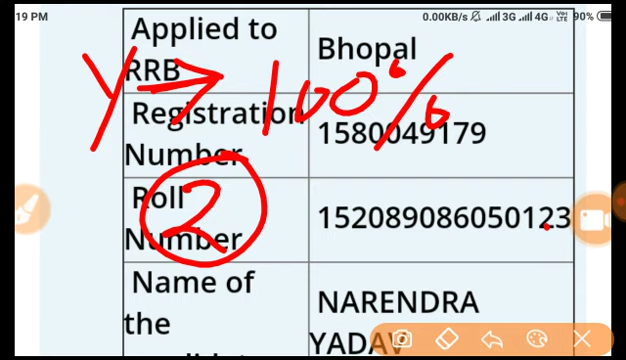 19 PM 0.00KB/s 3G 4G VoLTE 90%
Applied to RRB Bhopal
Y → 100%
Registration Number 1580049179
Roll Number 152089086050123
2
Name of the NARENDRA YADAV